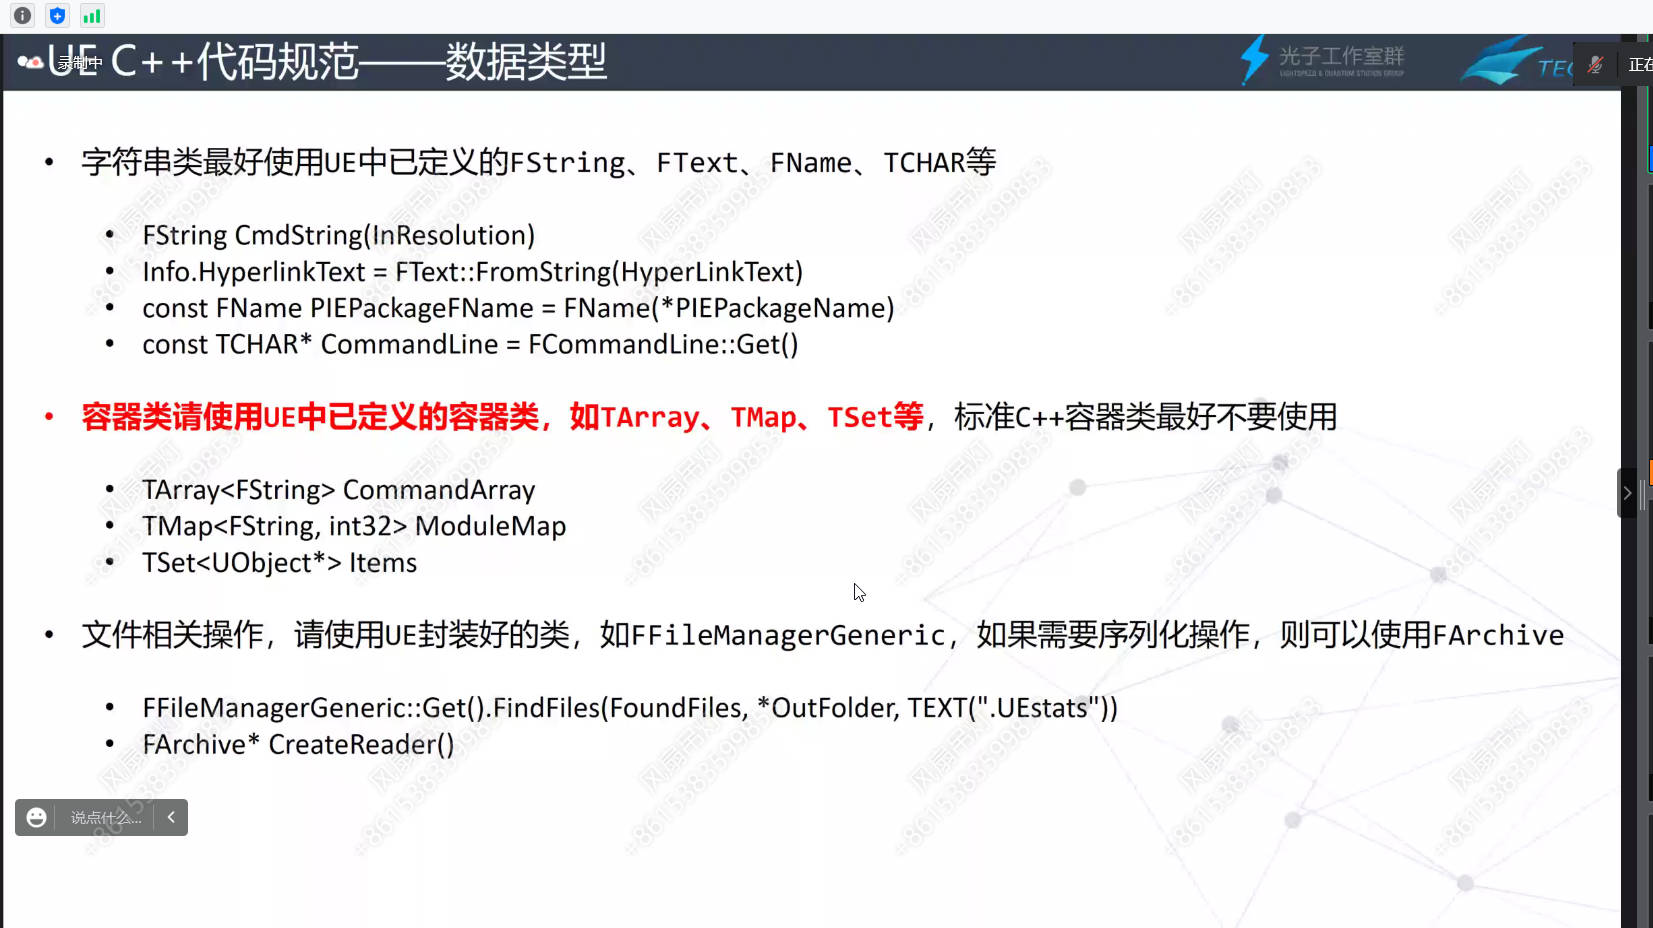 UE C++代码规范——数据类型
录制中
光子工作室群
LIGHTSPEED & QUANTUM STUDIOS GROUP
TEC
正在
• 字符串类最好使用UE中已定义的FString、FText、FName、TCHAR等
• FString CmdString(InResolution)
• Info.HyperlinkText = FText::FromString(HyperLinkText)
• const FName PIEPackageFName = FName(*PIEPackageName)
• const TCHAR* CommandLine = FCommandLine::Get()
• 容器类请使用UE中已定义的容器类，如TArray、TMap、TSet等，标准C++容器类最好不要使用
• TArray<FString> CommandArray
• TMap<FString, int32> ModuleMap
• TSet<UObject*> Items
• 文件相关操作，请使用UE封装好的类，如FFileManagerGeneric，如果需要序列化操作，则可以使用FArchive
• FFileManagerGeneric::Get().FindFiles(FoundFiles, *OutFolder, TEXT(".UEstats"))
• FArchive* CreateReader()
说点什么...
风扇吊灯
+8615383599853